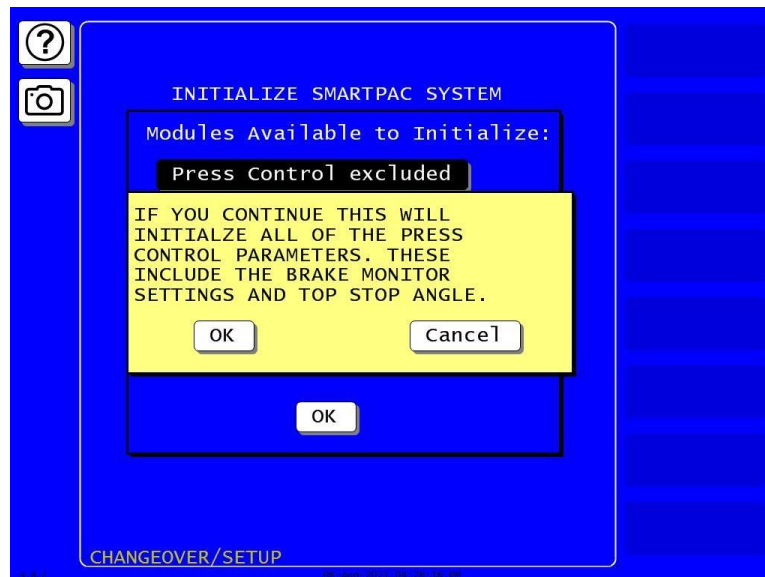 ?
INITIALIZE SMARTPAC SYSTEM
Modules Available to Initialize:
Press Control excluded
IF YOU CONTINUE THIS WILL
INITIALZE ALL OF THE PRESS
CONTROL PARAMETERS. THESE
INCLUDE THE BRAKE MONITOR
SETTINGS AND TOP STOP ANGLE.
OK Cancel
OK
CHANGEOVER/SETUP